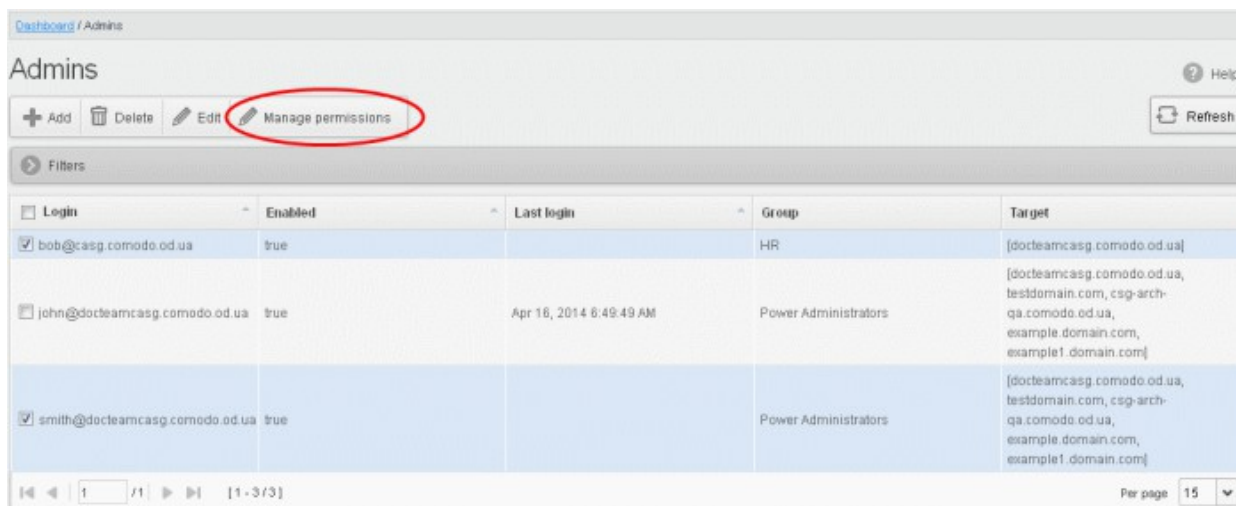 Dashboard / Admins
Admins
Help
Add Delete Edit Manage permissions
Refresh
Filters
Login Enabled Last login Group Target
bob@casg.comodo.od.ua true HR [docteamcasg.comodo.od.ua]
[docteamcasg.comodo.od.ua,
testdomain.com, csg-arch-
john@docteamcasg.comodo.od.ua true Apr 16, 2014 6:49:49 AM Power Administrators qa.comodo.od.ua,
example.domain.com,
example1.domain.com]
[docteamcasg.comodo.od.ua,
testdomain.com, csg-arch-
smith@docteamcasg.comodo.od.ua true Power Administrators qa.comodo.od.ua,
example.domain.com,
example1.domain.com]
1 /1 [1-3/3] Per page 15